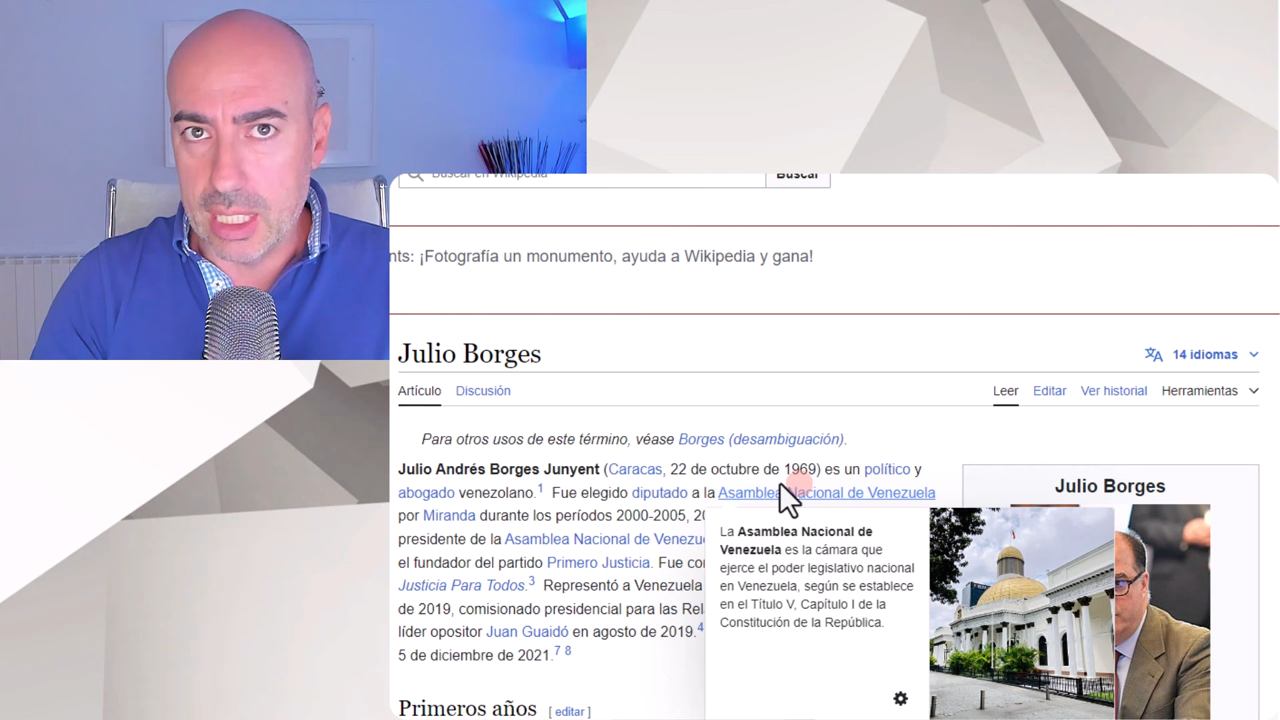 Buscar en Wikipedia
Buscar
nts: ¡Fotografía un monumento, ayuda a Wikipedia y gana!
Julio Borges
14 idiomas
Artículo Discusión
Leer Editar Ver historial Herramientas
Para otros usos de este término, véase Borges (desambiguación).
Julio Andrés Borges Junyent (Caracas, 22 de octubre de 1969) es un político y
abogado venezolano.1 Fue elegido diputado a la Asamblea Nacional de Venezuela
por Miranda durante los períodos 2000-2005, 20
presidente de la Asamblea Nacional de Venezue
el fundador del partido Primero Justicia. Fue con
Justicia Para Todos.3 Representó a Venezuela
de 2019, comisionado presidencial para las Rel
líder opositor Juan Guaidó en agosto de 2019.4
5 de diciembre de 2021.7 8
Julio Borges
La Asamblea Nacional de
Venezuela es la cámara que
ejerce el poder legislativo nacional
en Venezuela, según se establece
en el Título V, Capítulo I de la
Constitución de la República.
Primeros años [ editar ]